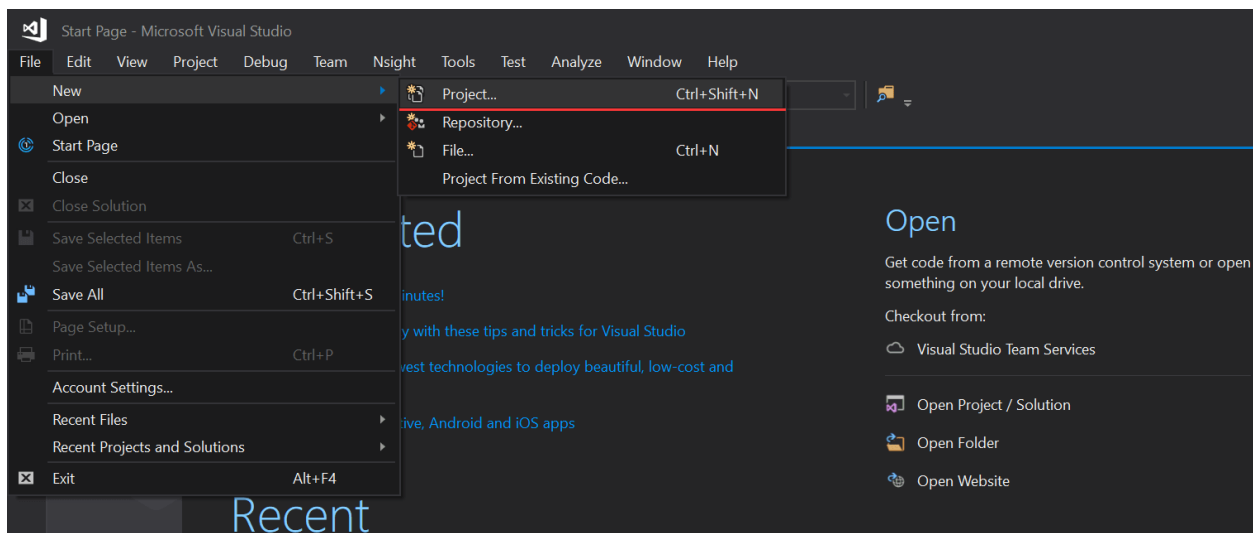 Start Page - Microsoft Visual Studio
File Edit View Project Debug Team Nsight Tools Test Analyze Window Help
New
Open
Start Page
Close
Close Solution
Save Selected Items Ctrl+S
Save Selected Items As...
Save All Ctrl+Shift+S
Page Setup...
Print... Ctrl+P
Account Settings...
Recent Files
Recent Projects and Solutions
Exit Alt+F4
Project... Ctrl+Shift+N
Repository...
File... Ctrl+N
Project From Existing Code...
ted
inutes!
y with these tips and tricks for Visual Studio
west technologies to deploy beautiful, low-cost and
ive, Android and iOS apps
Recent
Open
Get code from a remote version control system or open
something on your local drive.
Checkout from:
Visual Studio Team Services
Open Project / Solution
Open Folder
Open Website